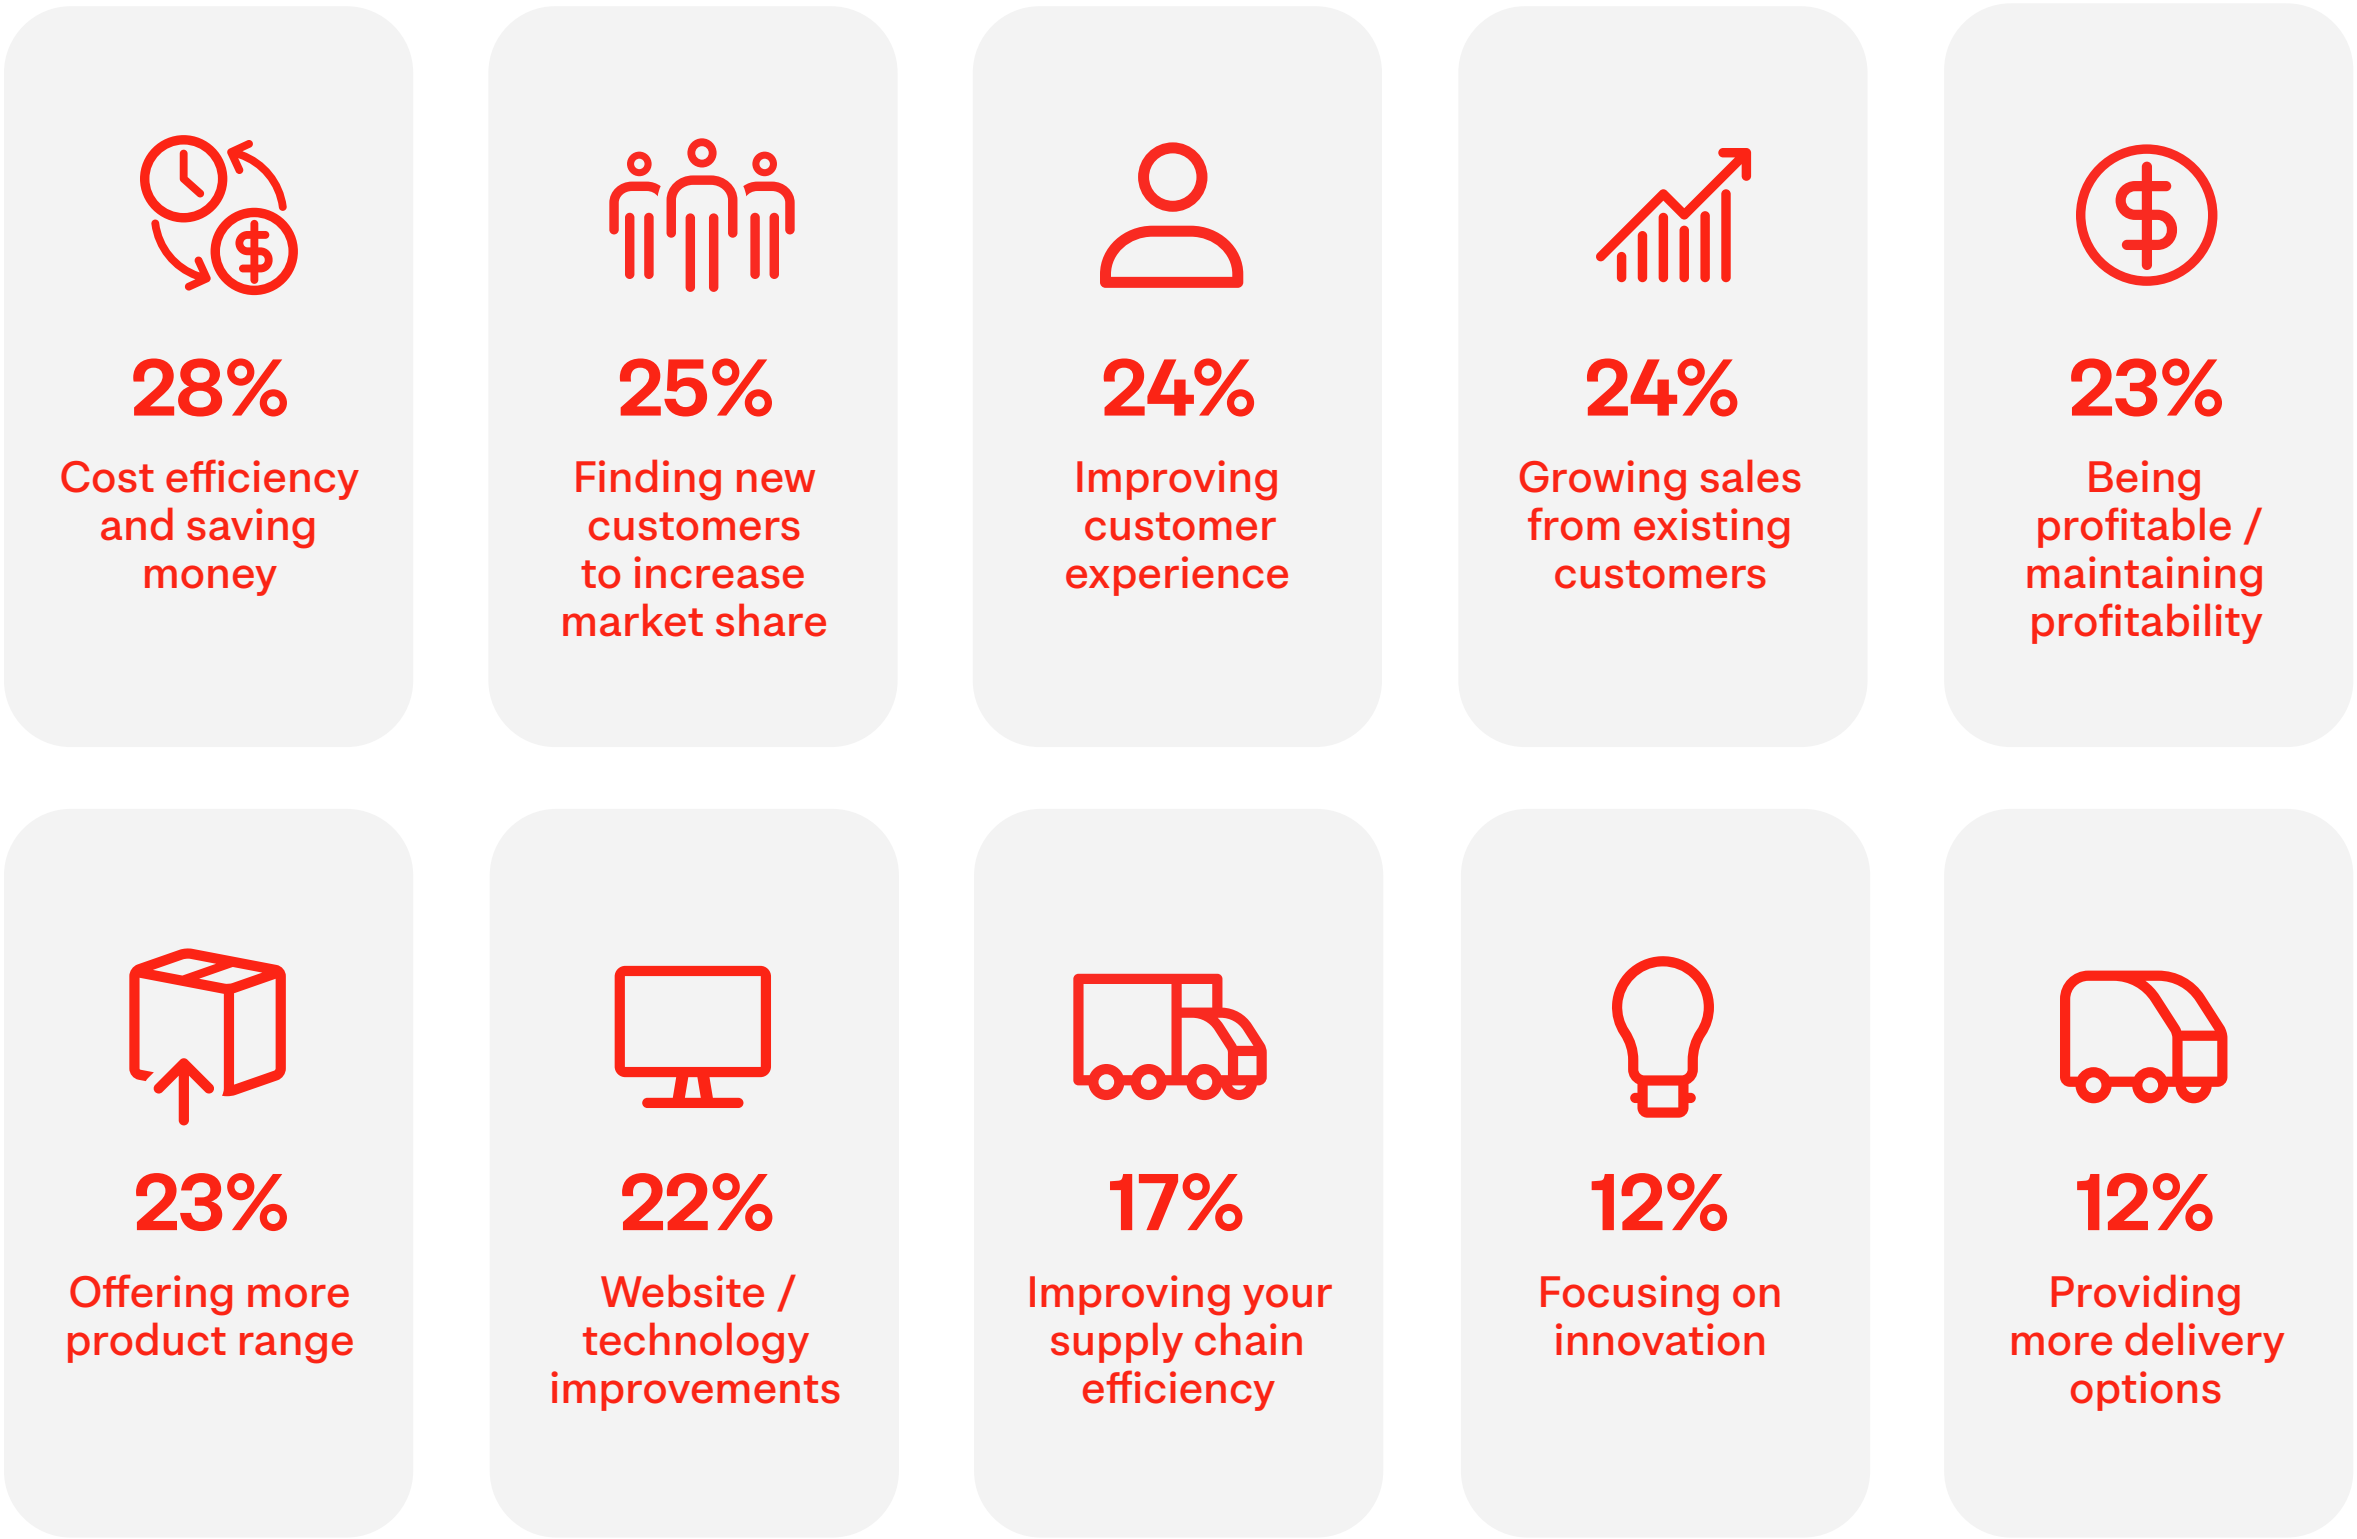 28%
Cost efficiency
and saving
money
25%
Finding new
customers
to increase
market share
24%
Improving
customer
experience
24%
Growing sales
from existing
customers
23%
Being
profitable /
maintaining
profitability
23%
Offering more
product range
22%
Website /
technology
improvements
17%
Improving your
supply chain
efficiency
12%
Focusing on
innovation
12%
Providing
more delivery
options